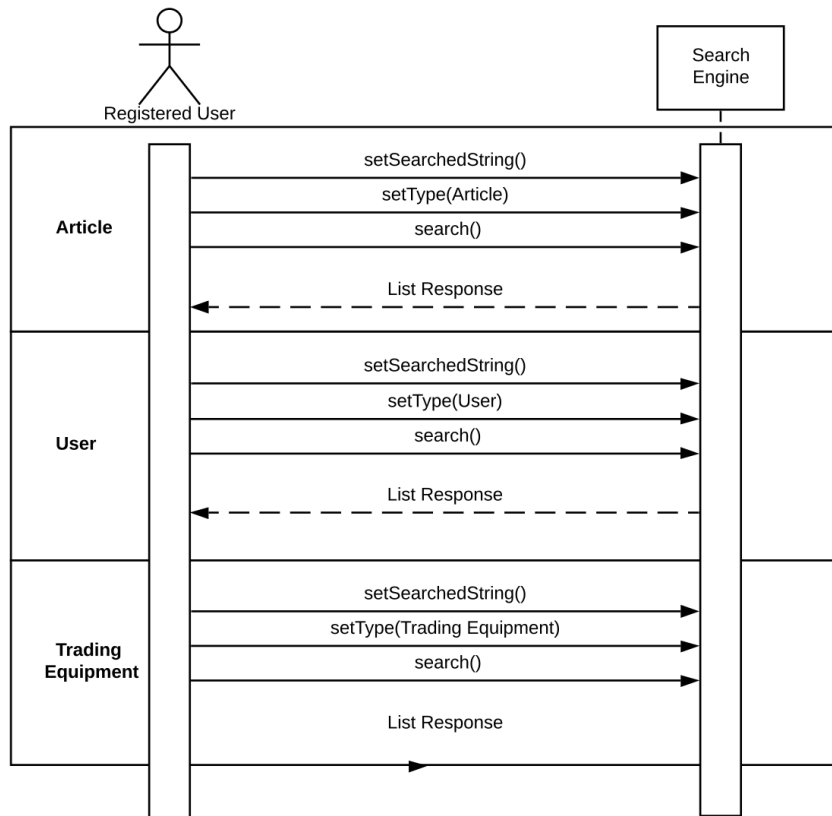 Search
Engine
Registered User
setSearchedString()
setType(Article)
Article
search()
List Response
setSearchedString()
setType(User)
User
search()
List Response
setSearchedString()
setType(Trading Equipment)
Trading
Equipment
search()
List Response